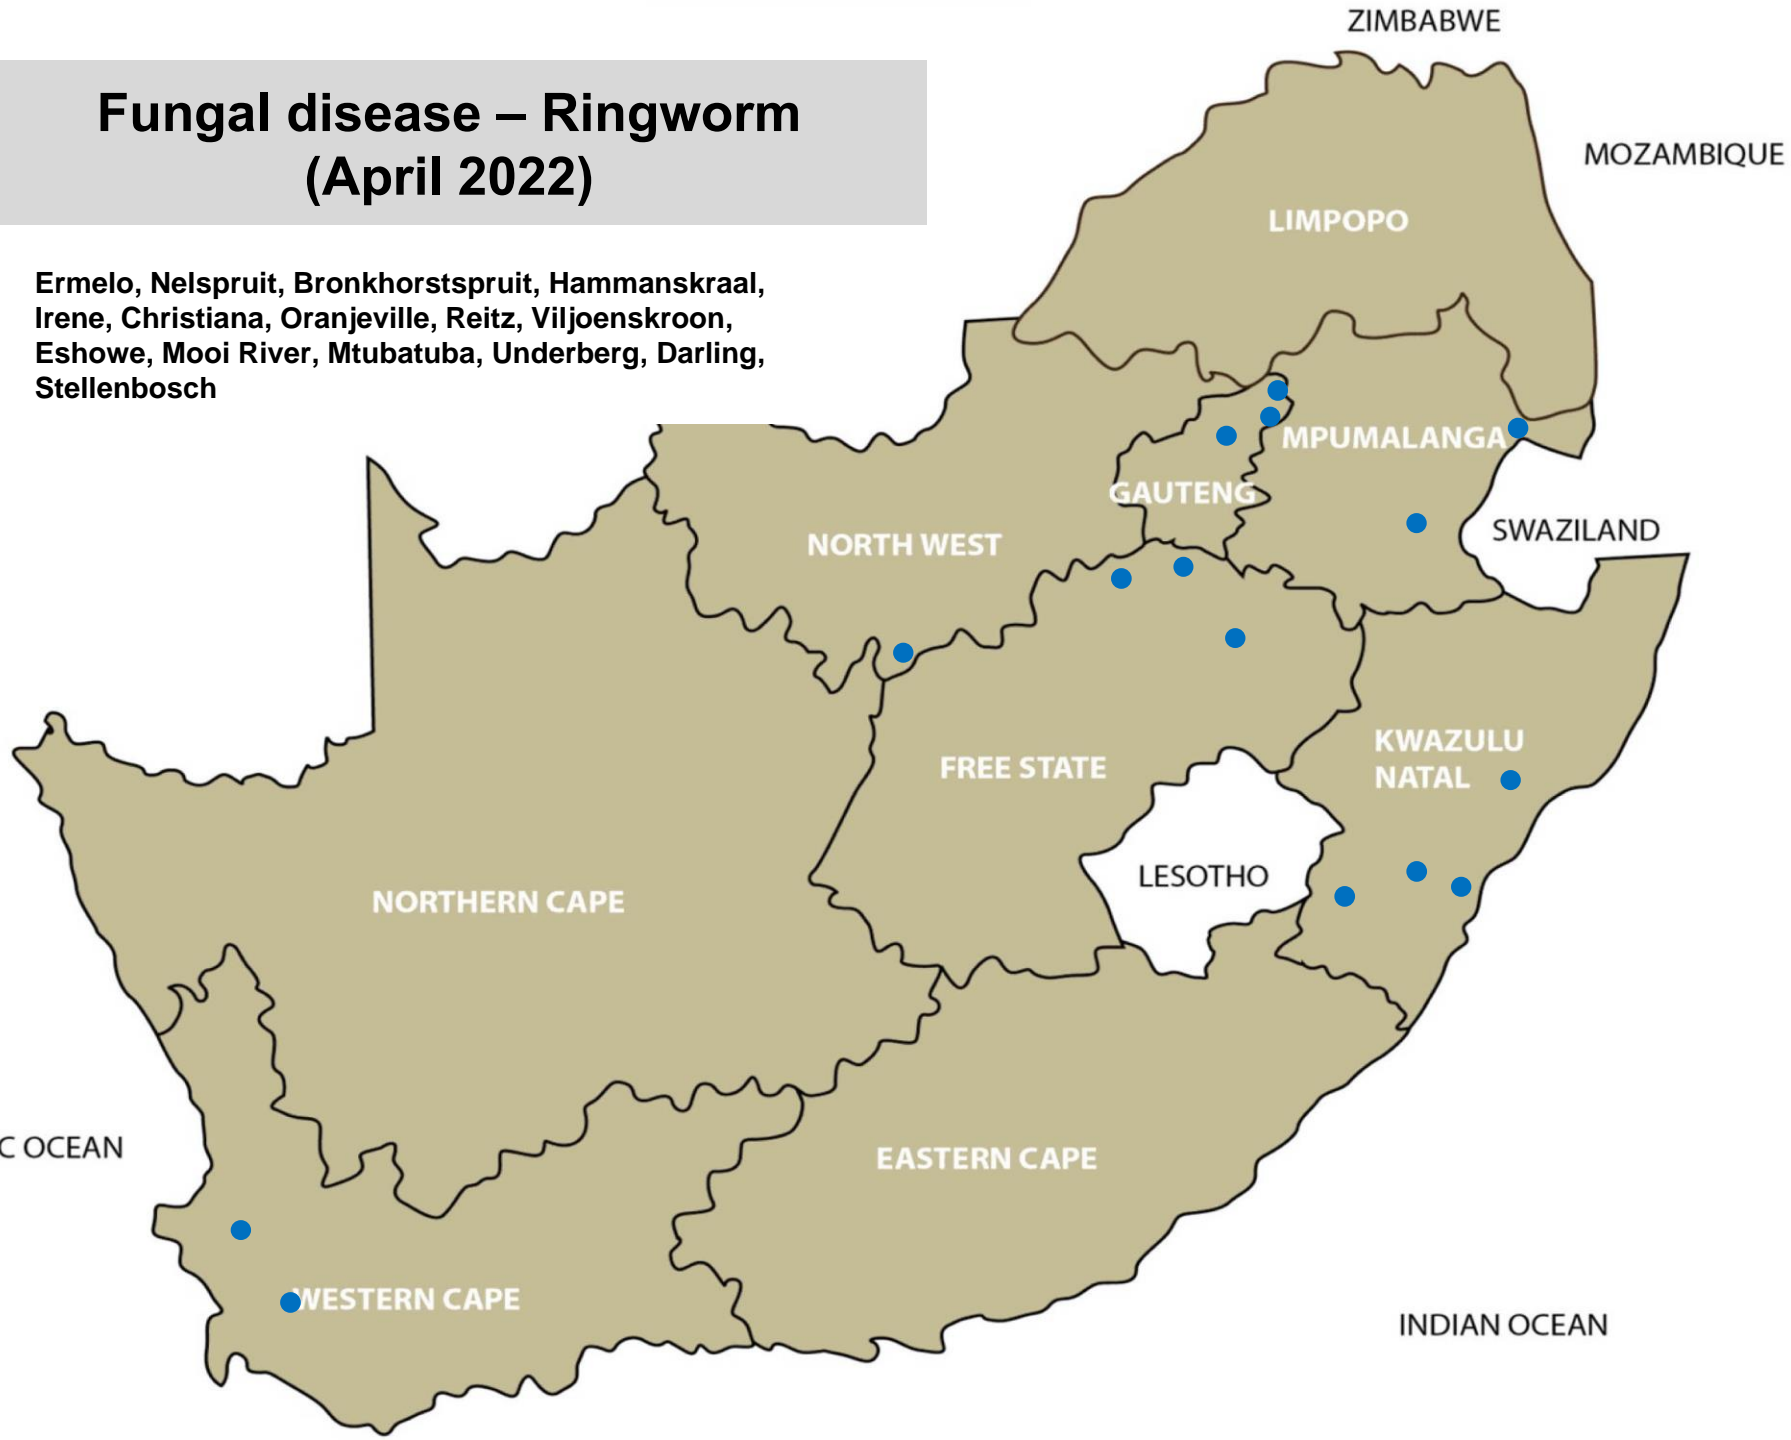 ZIMBABWE
Fungal disease – Ringworm
(April 2022)
MOZAMBIQUE
LIMPOPO
Ermelo, Nelspruit, Bronkhorstspruit, Hammanskraal,
Irene, Christiana, Oranjeville, Reitz, Viljoenskroon,
Eshowe, Mooi River, Mtubatuba, Underberg, Darling,
Stellenbosch
MPUMALANGA
GAUTENG
NORTH WEST
SWAZILAND
KWAZULU
NATAL
FREE STATE
LESOTHO
NORTHERN CAPE
C OCEAN
EASTERN CAPE
WESTERN CAPE
INDIAN OCEAN